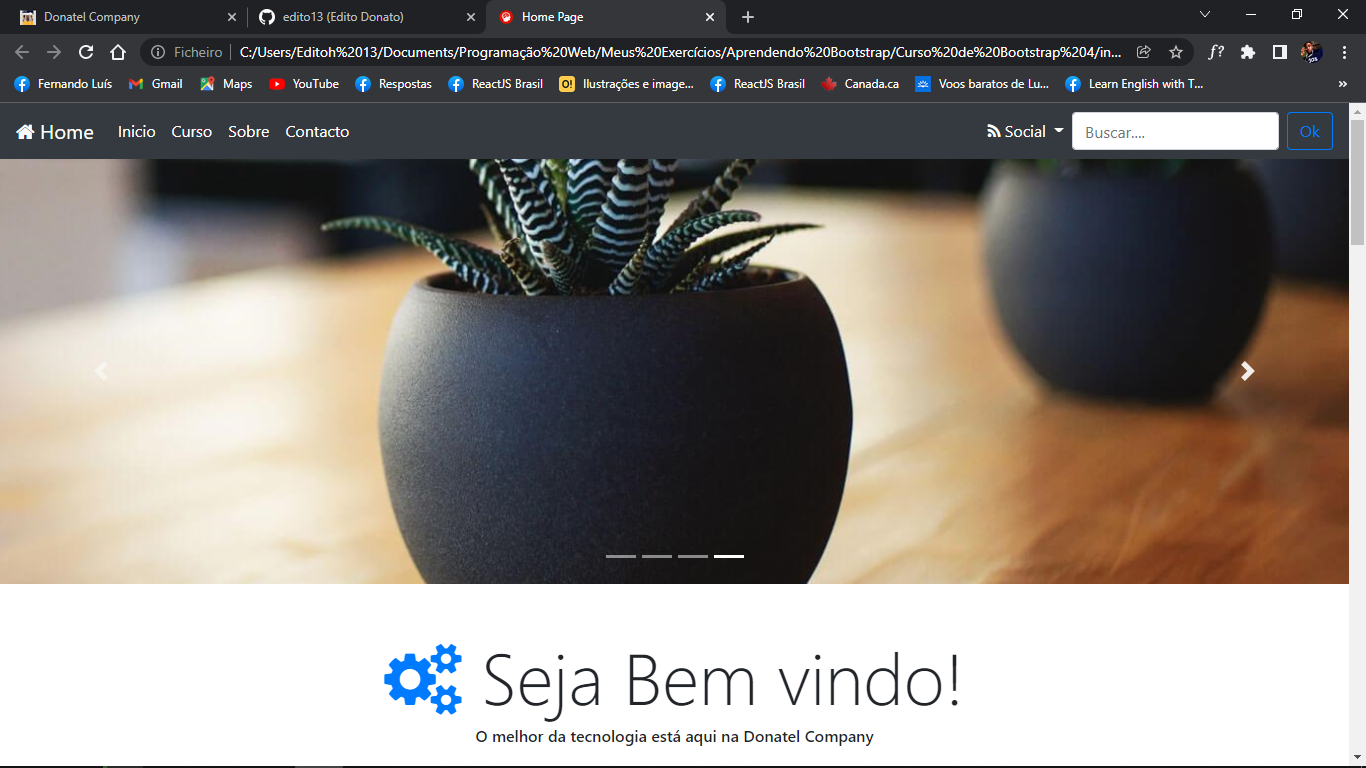 Donatel Company
edito13 (Edito Donato)
Home Page
Ficheiro
C:/Users/Editoh%2013/Documents/Programação%20Web/Meus%20Exercícios/Aprendendo%20Bootstrap/Curso%20de%20Bootstrap%204/in...
f?
Fernando Luís
Gmail
Maps
YouTube
Respostas
ReactJS Brasil
O!
Ilustrações e image...
ReactJS Brasil
Canada.ca
Voos baratos de Lu...
Learn English with T...
»
Home Inicio Curso Sobre Contacto Social Buscar.... Ok
Seja Bem vindo!
O melhor da tecnologia está aqui na Donatel Company